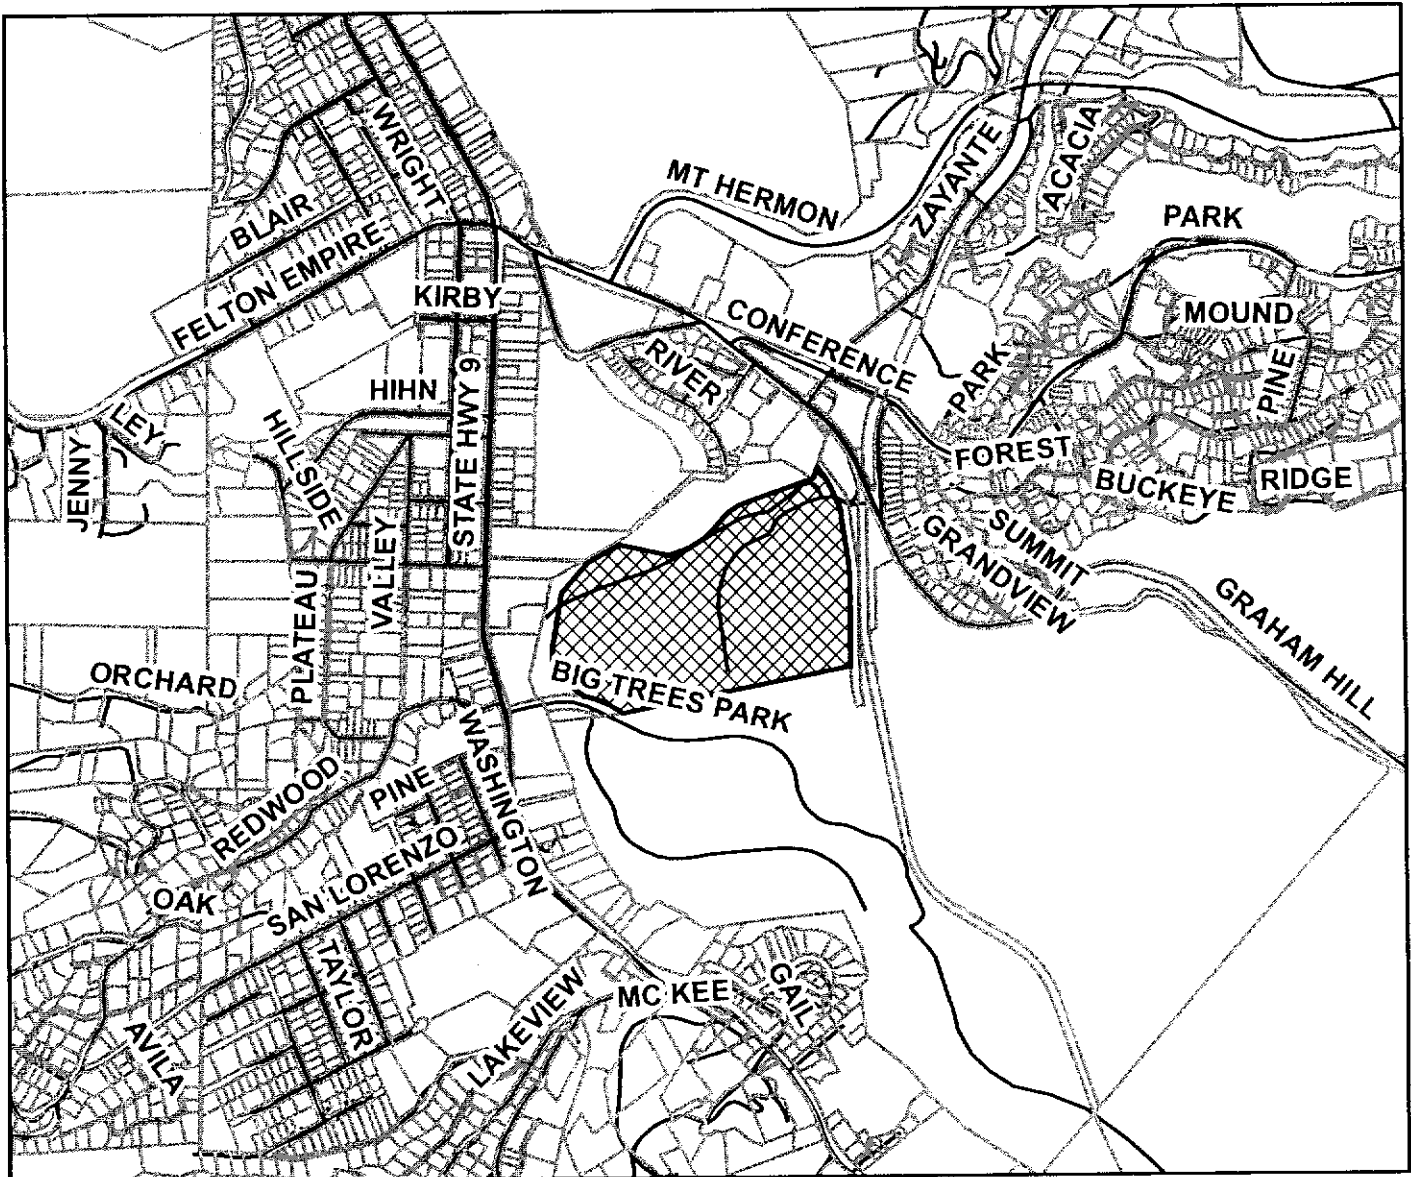 WRIGHT
ZAYANTE
ACACIA
MT HERMON
BLAIR
PARK
FELTON EMPIRE
KIRBY
CONFERENCE
MOUND
RIVER
STATE HWY 9
PARK
PINE
HIHN
LEY
HILLSIDE
JENNY
FOREST
BUCKEYE
RIDGE
VALLEY
SUMMIT
GRANDVIEW
PLATEAU
GRAHAM HILL
ORCHARD
BIG TREES PARK
WASHINGTON
REDWOOD
PINE
SAN LORENZO
OAK
TAYLOR
GAIL
MC KEE
LAKEVIEW
AVILA